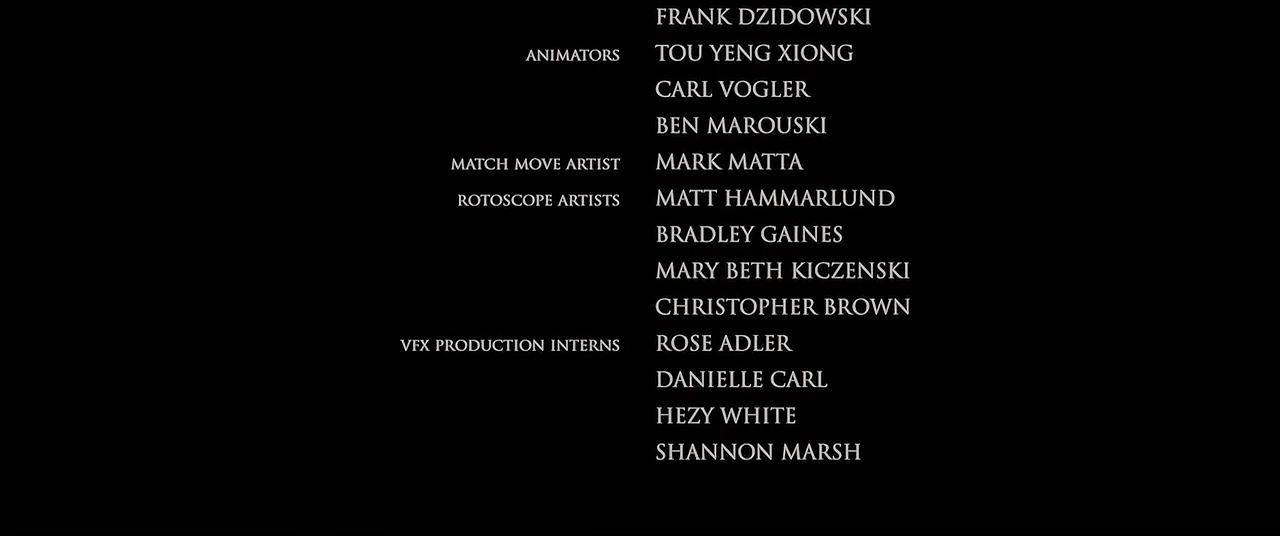 FRANK DZIDOWSKI
ANIMATORS TOU YENG XIONG
CARL VOGLER
BEN MAROUSKI
MATCH MOVE ARTIST MARK MATTA
ROTOSCOPE ARTISTS MATT HAMMARLUND
BRADLEY GAINES
MARY BETH KICZENSKI
CHRISTOPHER BROWN
VFX PRODUCTION INTERNS ROSE ADLER
DANIELLE CARL
HEZY WHITE
SHANNON MARSH